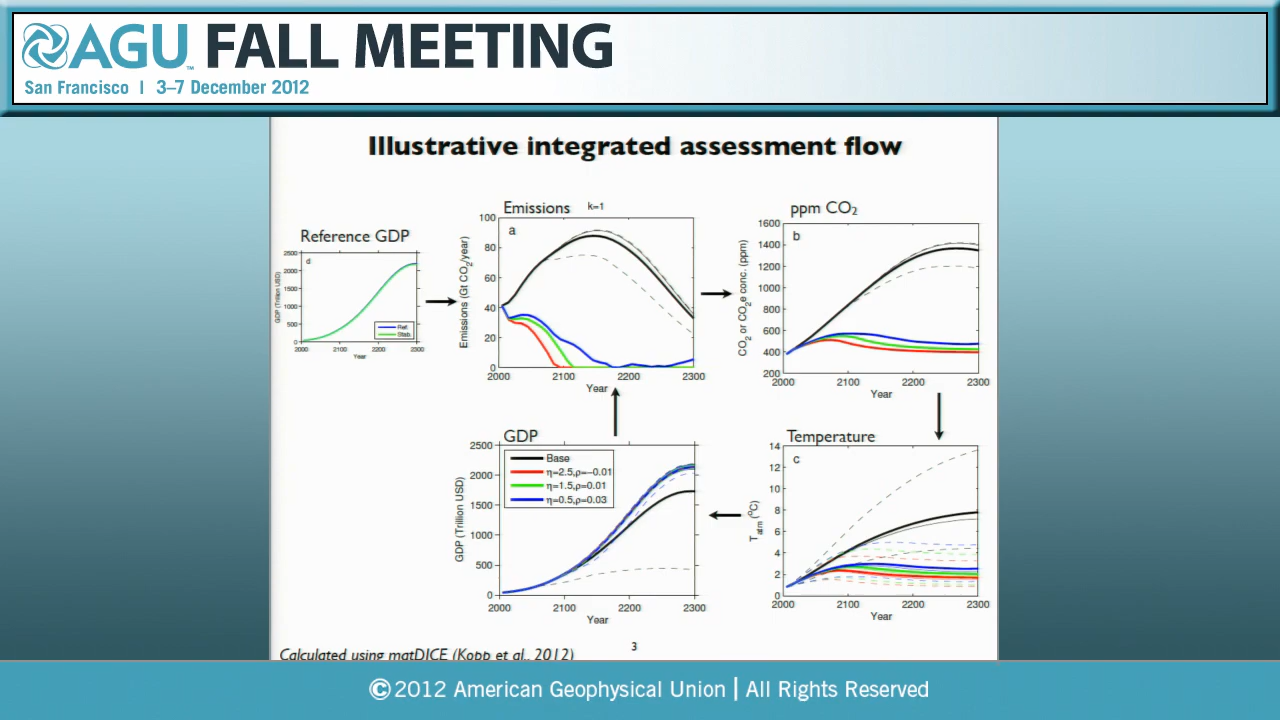 AGU FALL MEETING
San Francisco | 3–7 December 2012
Illustrative integrated assessment flow
Reference GDP
d
GDP (Trillion USD)
2500
2000
1500
1000
500
0
2000 2100 2200 2300
Year
Ref.
Stab.
Emissions k=1
a
Emissions (Gt CO2/year)
100
80
60
40
20
0
2000 2100 2200 2300
Year
ppm CO2
b
CO2 or CO2e conc. (ppm)
1600
1400
1200
1000
800
600
400
200
2000 2100 2200 2300
Year
GDP
GDP (Trillion USD)
2500
2000
1500
1000
500
0
Base
η=2.5,ρ=−0.01
η=1.5,ρ=0.01
η=0.5,ρ=0.03
2000 2100 2200 2300
Year
Temperature
c
Tatm (°C)
14
12
10
8
6
4
2
0
2000 2100 2200 2300
Year
3
Calculated using matDICE (Kopp et al., 2012)
©2012 American Geophysical Union | All Rights Reserved